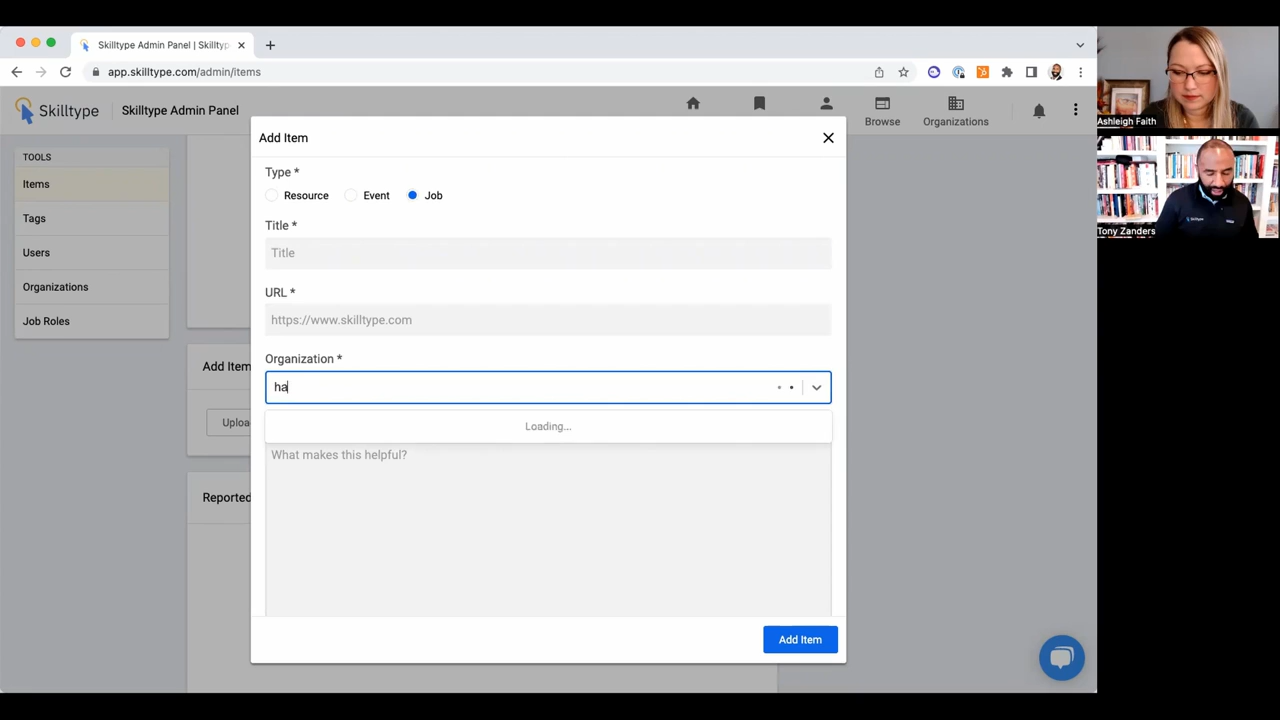 Skilltype Admin Panel | Skillty
app.skilltype.com/admin/items
Skilltype
Skilltype Admin Panel
Browse
Organizations
TOOLS
Items
Tags
Users
Organizations
Job Roles
Add Item
Uploa
Reported
Add Item
Type *
Resource
Event
Job
Title *
Title
URL *
https://www.skilltype.com
Organization *
ha
Loading...
What makes this helpful?
Add Item
Ashleigh Faith
Tony Zanders